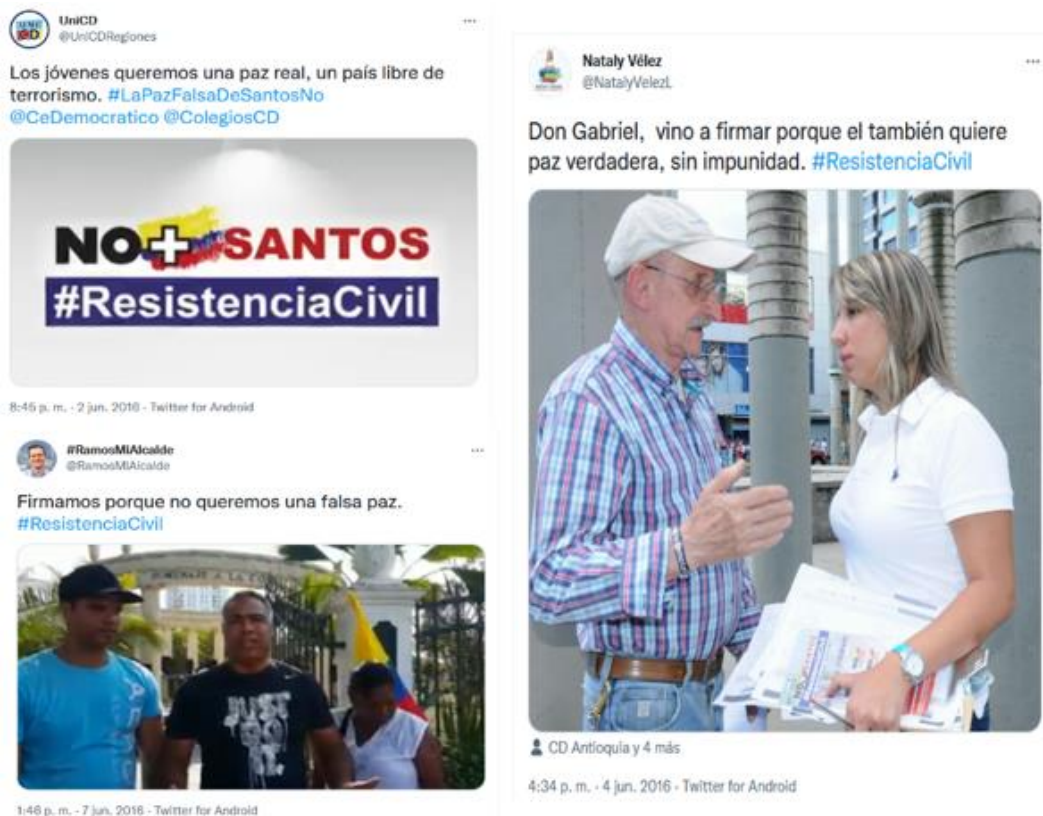 UniCD
@UniCDRegiones
Los jóvenes queremos una paz real, un país libre de
terrorismo. #LaPazFalsaDeSantosNo
@CeDemocratico @ColegiosCD
NO+SANTOS
#ResistenciaCivil
8:45 p. m. · 2 jun. 2016 · Twitter for Android
#RamosMiAlcalde
@RamosMiAlcalde
Firmamos porque no queremos una falsa paz.
#ResistenciaCivil
1:46 p. m. · 7 jun. 2016 · Twitter for Android
Nataly Vélez
@NatalyVelezL
Don Gabriel, vino a firmar porque el también quiere
paz verdadera, sin impunidad. #ResistenciaCivil
SANTOS
CD Antioquia y 4 más
4:34 p. m. · 4 jun. 2016 · Twitter for Android